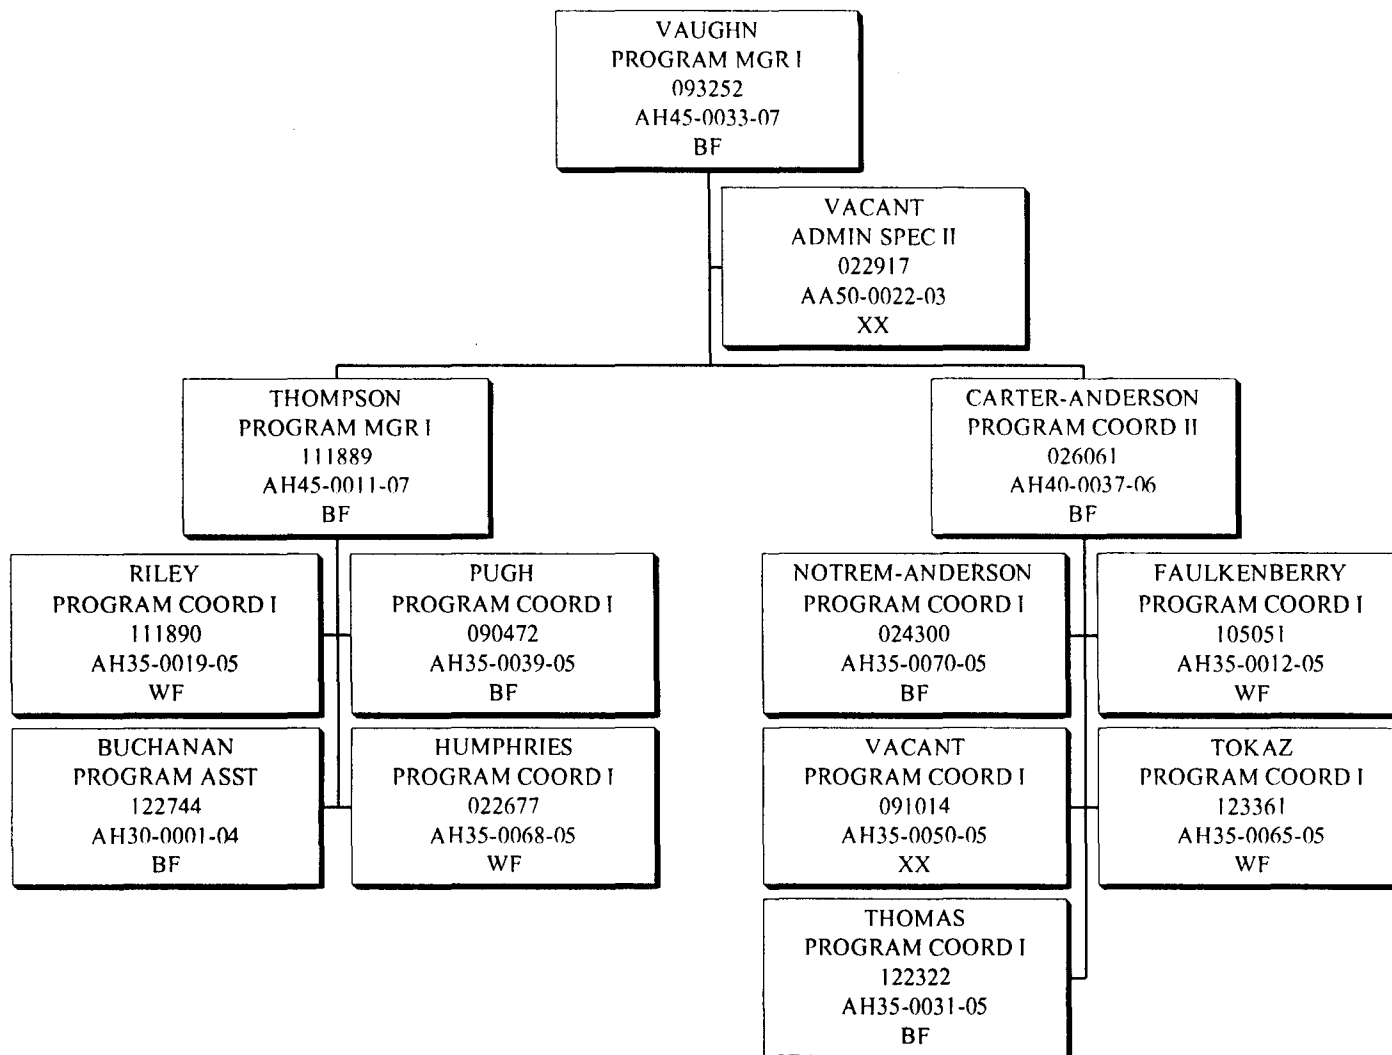 VAUGHN
PROGRAM MGR I
093252
AH45-0033-07
BF
VACANT
ADMIN SPEC II
022917
AA50-0022-03
XX
THOMPSON
PROGRAM MGR I
111889
AH45-0011-07
BF
CARTER-ANDERSON
PROGRAM COORD II
026061
AH40-0037-06
BF
RILEY
PROGRAM COORD I
111890
AH35-0019-05
WF
PUGH
PROGRAM COORD I
090472
AH35-0039-05
BF
NOTREM-ANDERSON
PROGRAM COORD I
024300
AH35-0070-05
BF
FAULKENBERRY
PROGRAM COORD I
105051
AH35-0012-05
WF
BUCHANAN
PROGRAM ASST
122744
AH30-0001-04
BF
HUMPHRIES
PROGRAM COORD I
022677
AH35-0068-05
WF
VACANT
PROGRAM COORD I
091014
AH35-0050-05
XX
TOKAZ
PROGRAM COORD I
123361
AH35-0065-05
WF
THOMAS
PROGRAM COORD I
122322
AH35-0031-05
BF